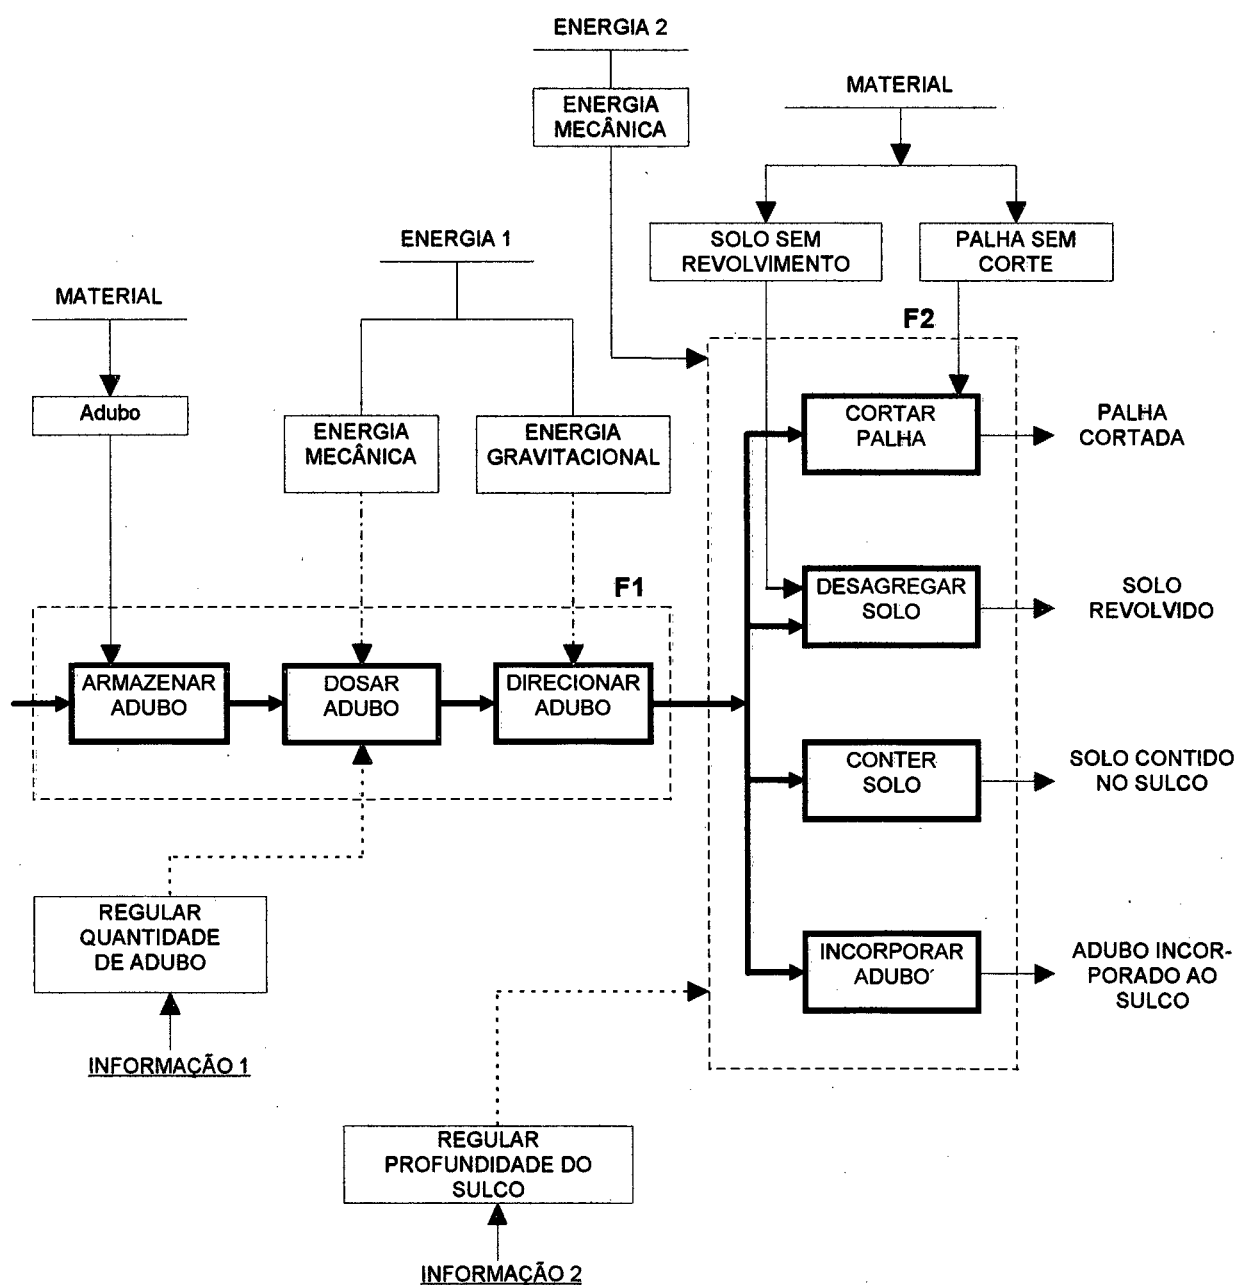 ENERGIA 2
ENERGIA
MECÂNICA
MATERIAL
SOLO SEM
REVOLVIMENTO
PALHA SEM
CORTE
ENERGIA 1
MATERIAL
F2
Adubo
ENERGIA
MECÂNICA
ENERGIA
GRAVITACIONAL
CORTAR
PALHA
PALHA
CORTADA
F1
DESAGREGAR
SOLO
SOLO
REVOLVIDO
ARMAZENAR
ADUBO
DOSAR
ADUBO
DIRECIONAR
ADUBO
CONTER
SOLO
SOLO CONTIDO
NO SULCO
REGULAR
QUANTIDADE
DE ADUBO
INCORPORAR
ADUBO
ADUBO INCOR-
PORADO AO
SULCO
INFORMAÇÃO 1
REGULAR
PROFUNDIDADE DO
SULCO
INFORMAÇÃO 2